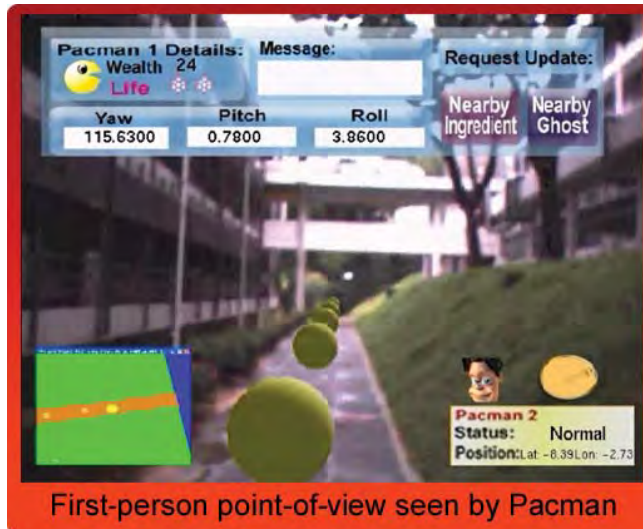 Pacman 1 Details:
Wealth 24
Life
Message:
Request Update:
Nearby
Ingredient
Nearby
Ghost
Yaw
Pitch
Roll
115.6300
0.7800
3.8600
Pacman 2
Status: Normal
Position:Lat: -8.39Lon: -2.73
First-person point-of-view seen by Pacman